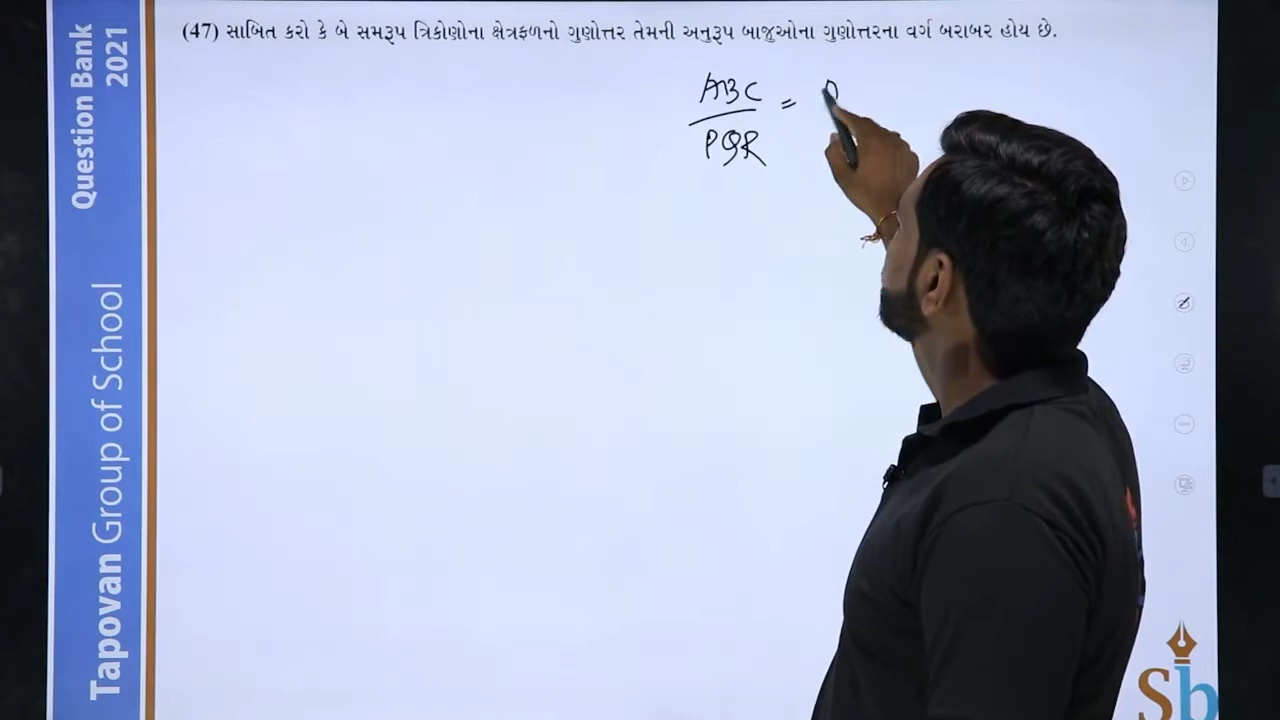 (47) સાબિત કરો કે બે સમરૂપ ત્રિકોણોના ક્ષેત્રફળનો ગુણોત્તર તેમની અનુરૂપ બાજુઓના ગુણોત્તરના વર્ગ બરાબર હોય છે.
ABC
=
PQR
Tapovan Group of School
Question Bank
2021
Sb